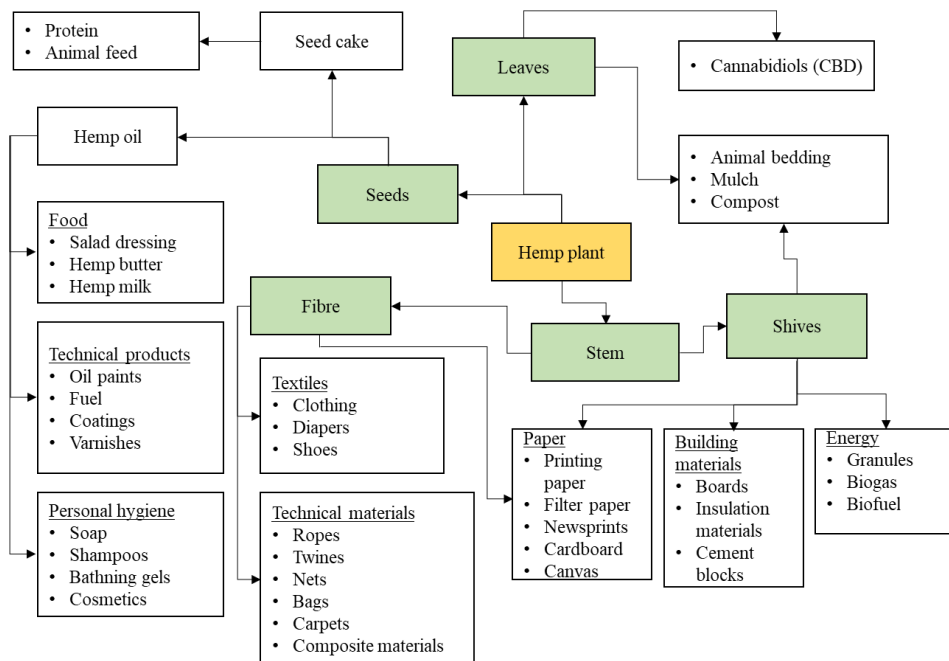 • Protein
• Animal feed
Seed cake
Leaves
• Cannabidiols (CBD)
Hemp oil
• Animal bedding
• Mulch
• Compost
Seeds
Food
• Salad dressing
• Hemp butter
• Hemp milk
Hemp plant
Fibre
Stem
Shives
Technical products
• Oil paints
• Fuel
• Coatings
• Varnishes
Textiles
• Clothing
• Diapers
• Shoes
Paper
• Printing
paper
• Filter paper
• Newsprints
• Cardboard
• Canvas
Building
materials
• Boards
• Insulation
materials
• Cement
blocks
Energy
• Granules
• Biogas
• Biofuel
Personal hygiene
• Soap
• Shampoos
• Bathning gels
• Cosmetics
Technical materials
• Ropes
• Twines
• Nets
• Bags
• Carpets
• Composite materials